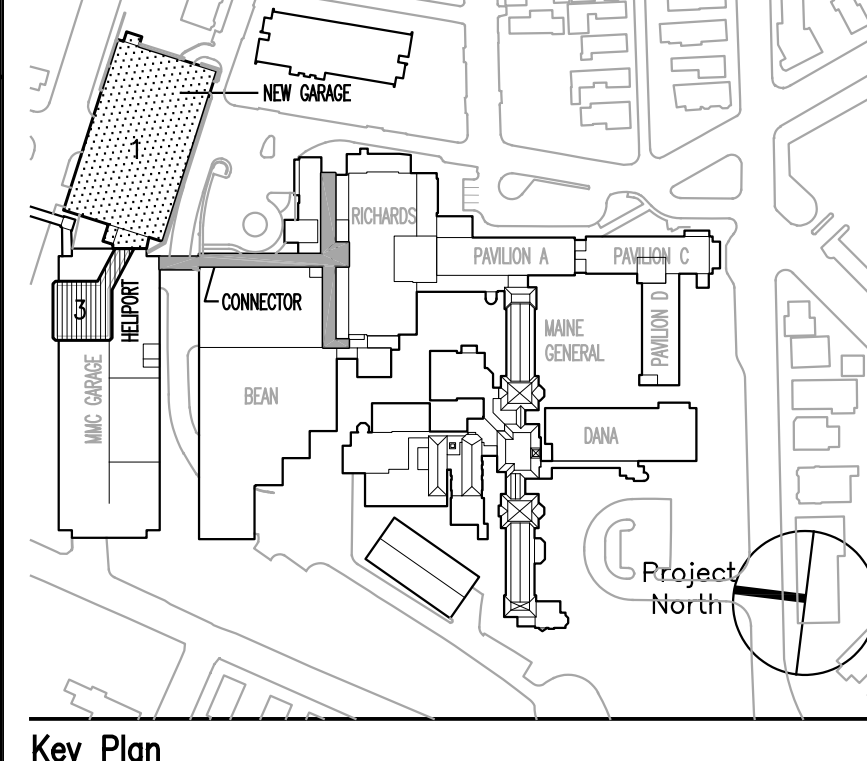 NEW GARAGE
1
RICHARDS
PAVILION A
PAVILION C
3
HELIPORT
CONNECTOR
PAVILION D
MAINE
GENERAL
MMC GARAGE
BEAN
DANA
Project
North
Key Plan